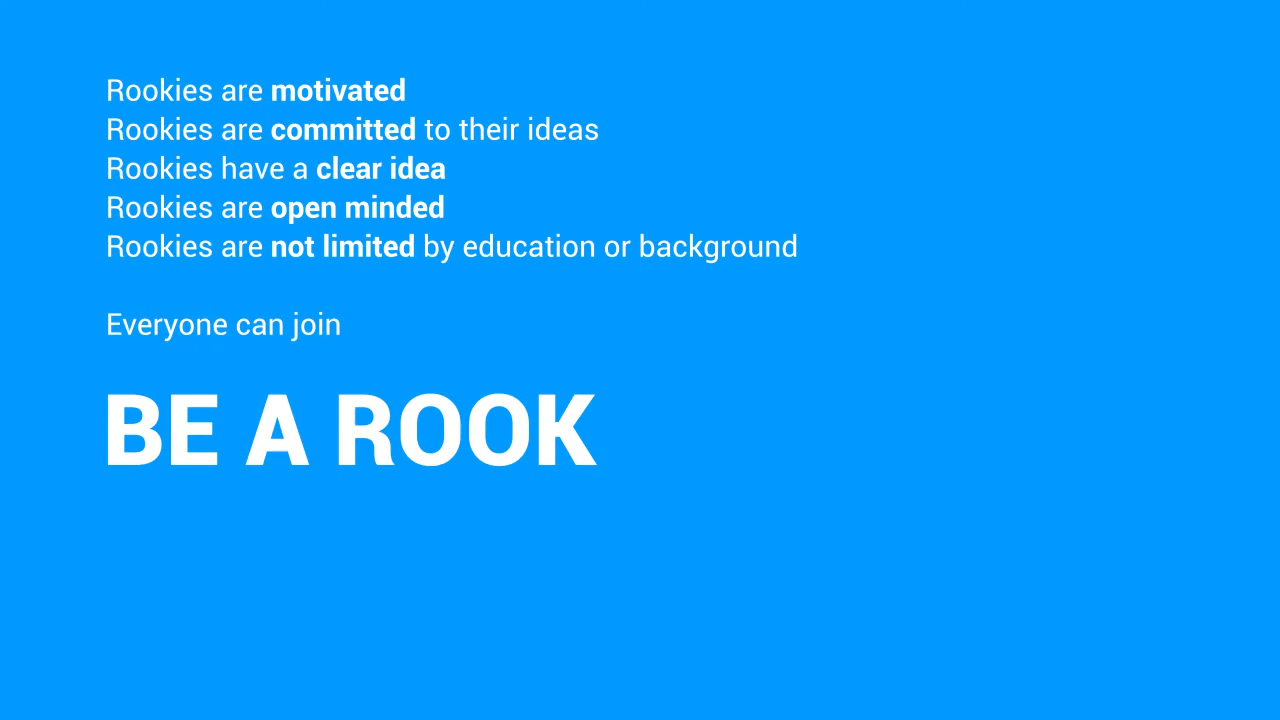 Rookies are motivated
Rookies are committed to their ideas
Rookies have a clear idea
Rookies are open minded
Rookies are not limited by education or background
Everyone can join
BE A ROOK